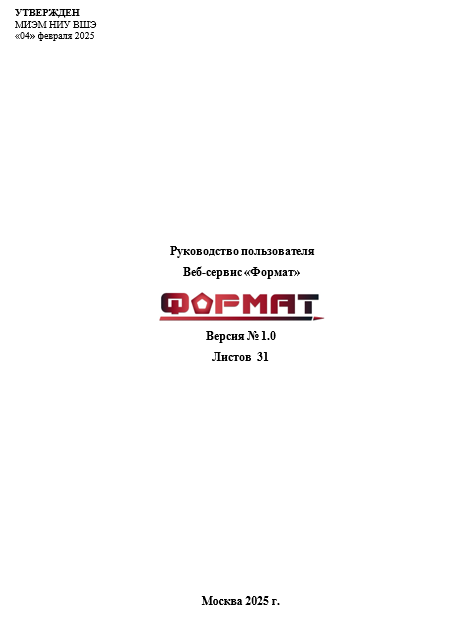 УТВЕРЖДЕН
МИЭМ НИУ ВШЭ
«04» февраля 2025
Руководство пользователя
Веб-сервис «Формат»
ФОРМАТ
Версия № 1.0
Листов 31
Москва 2025 г.